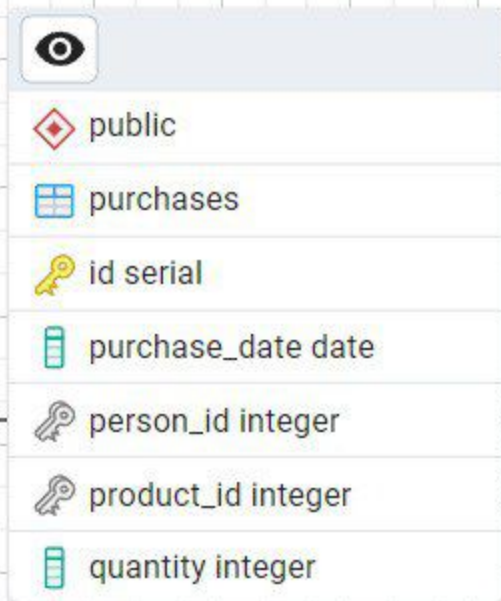 public
purchases
id serial
purchase_date date
person_id integer
product_id integer
quantity integer